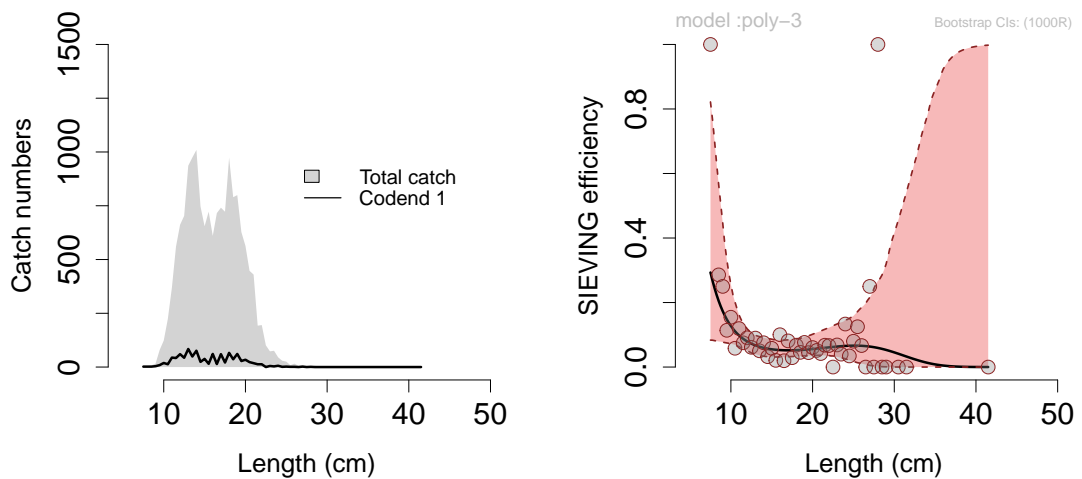 1500
1000
500
0
Catch numbers
Total catch
Codend 1
10 20 30 40 50
Length (cm)
model :poly−3
Bootstrap CIs: (1000R)
0.8
0.4
0.0
SIEVING efficiency
10 20 30 40 50
Length (cm)